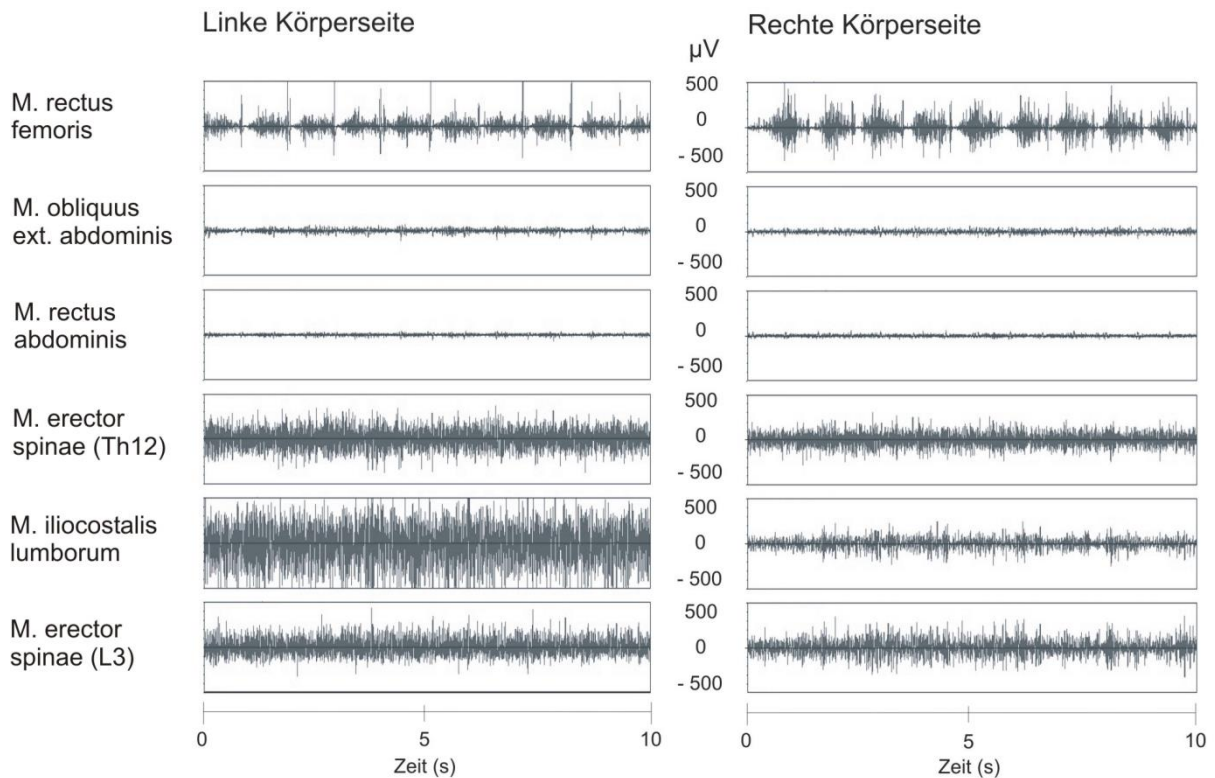 Linke Körperseite
Rechte Körperseite
µV
M. rectus
femoris
500
0
- 500
M. obliquus
ext. abdominis
500
0
- 500
M. rectus
abdominis
500
0
- 500
M. erector
spinae (Th12)
500
0
- 500
M. iliocostalis
lumborum
500
0
- 500
M. erector
spinae (L3)
500
0
- 500
0 5 10
Zeit (s)
0 5 10
Zeit (s)